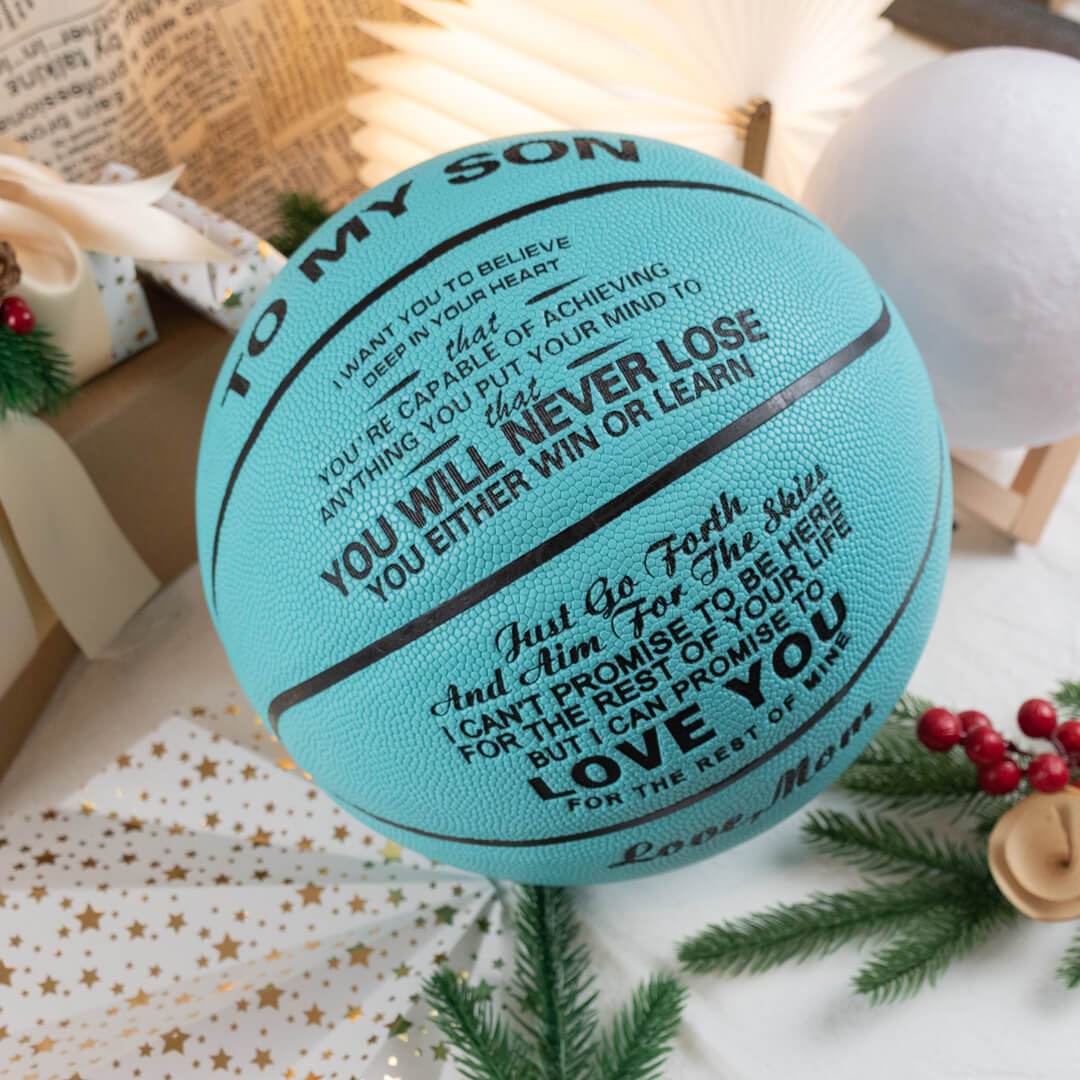 TO MY SON
I WANT YOU TO BELIEVE
DEEP IN YOUR HEART
that
YOU'RE CAPABLE OF ACHIEVING
ANYTHING YOU PUT YOUR MIND TO
that
YOU WILL NEVER LOSE
YOU EITHER WIN OR LEARN
Just Go Forth
And Aim For The Skies
I CAN'T PROMISE TO BE HERE
FOR THE REST OF YOUR LIFE
BUT I CAN PROMISE TO
LOVE YOU
FOR THE REST OF MINE
Love, Mom